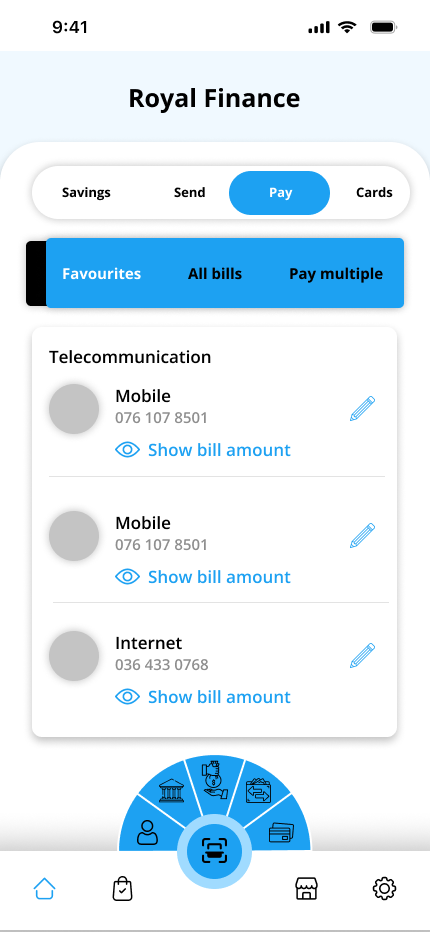 9:41
Royal Finance
Savings Send Pay Cards
Favourites All bills Pay multiple
Telecommunication
Mobile
076 107 8501
Show bill amount
Mobile
076 107 8501
Show bill amount
Internet
036 433 0768
Show bill amount
$